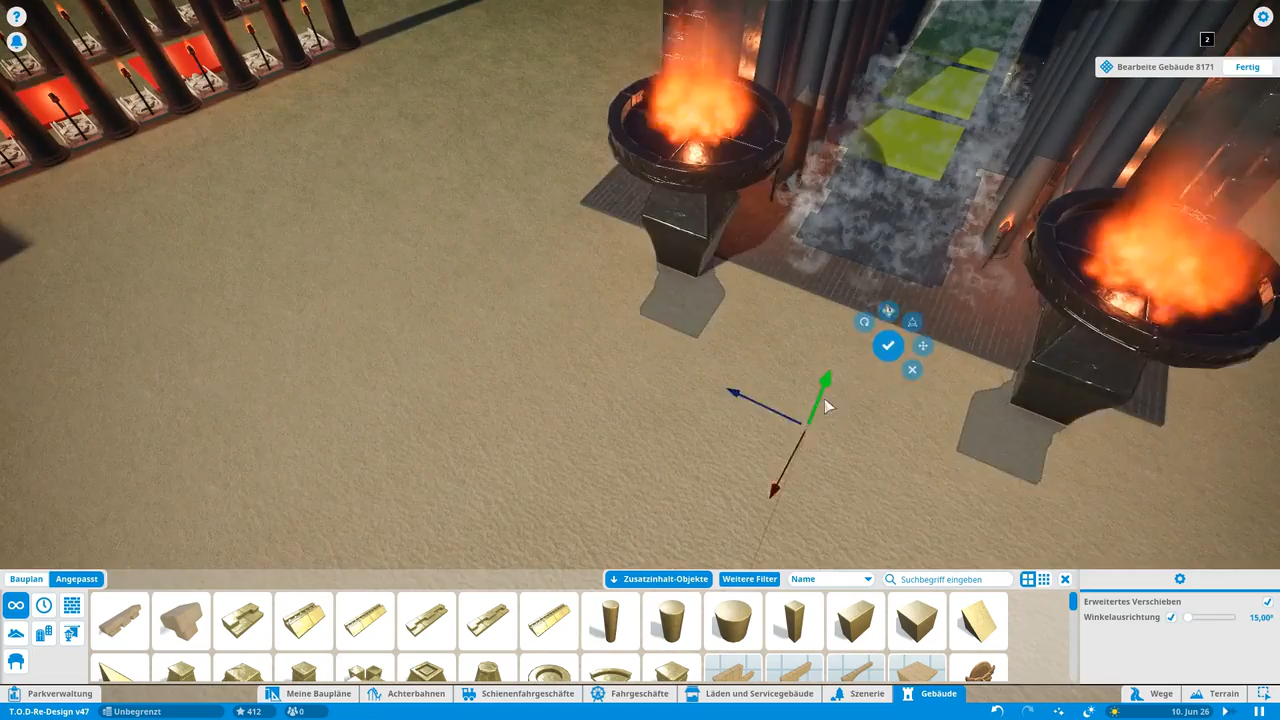 ?
2
Bearbeite Gebäude 8171 Fertig
Bauplan Angepasst Zusatzinhalt-Objekte Weitere Filter Name Suchbegriff eingeben
Erweitertes Verschieben
Winkelausrichtung 15,00°
Parkverwaltung Meine Baupläne Achterbahnen Schienenfahrgeschäfte Fahrgeschäfte Läden und Servicegebäude Szenerie Gebäude Wege Terrain
T.O.D-Re-Design v47 Unbegrenzt 412 0 10. Jun 26